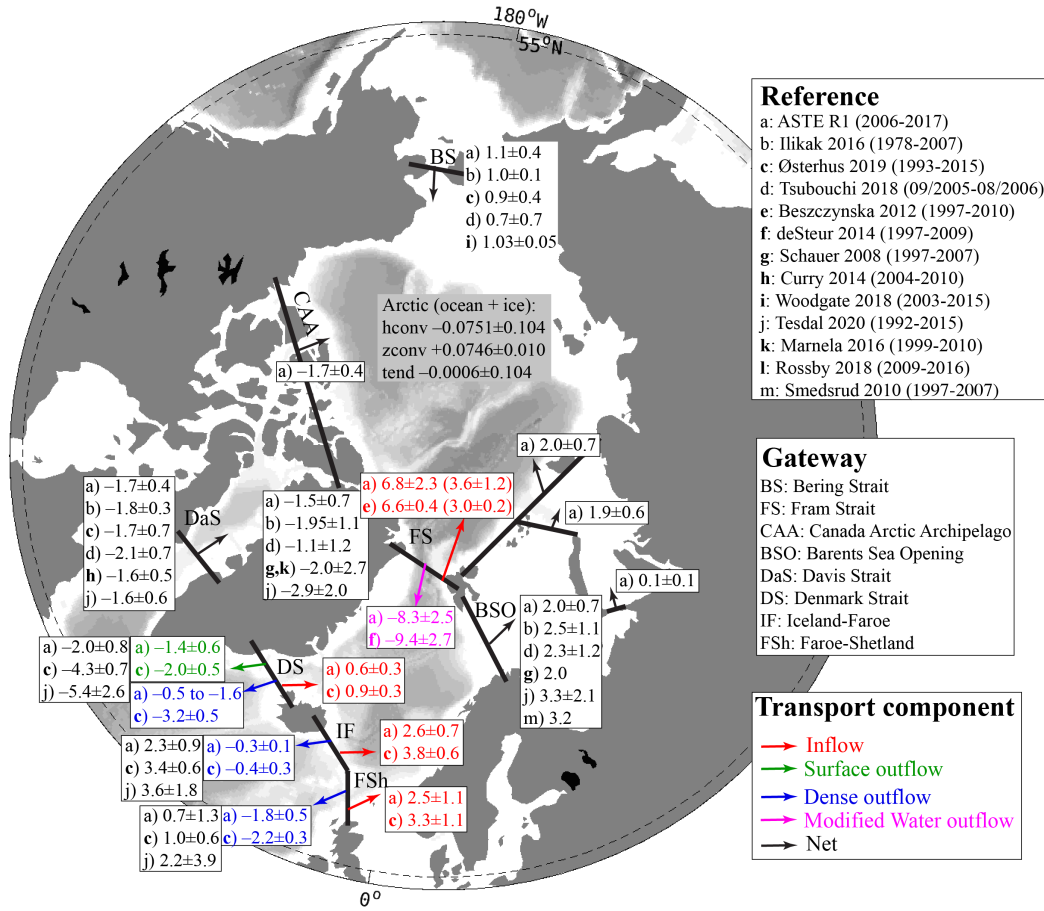 180°W
55°N
Reference
a: ASTE R1 (2006-2017)
b: Ilikak 2016 (1978-2007)
c: Østerhus 2019 (1993-2015)
d: Tsubouchi 2018 (09/2005-08/2006)
e: Beszczynska 2012 (1997-2010)
f: deSteur 2014 (1997-2009)
g: Schauer 2008 (1997-2007)
h: Curry 2014 (2004-2010)
i: Woodgate 2018 (2003-2015)
j: Tesdal 2020 (1992-2015)
k: Marnela 2016 (1999-2010)
l: Rossby 2018 (2009-2016)
m: Smedsrud 2010 (1997-2007)
BS
a) 1.1±0.4
b) 1.0±0.1
c) 0.9±0.4
d) 0.7±0.7
i) 1.03±0.05
CAA
a) −1.7±0.4
Arctic (ocean + ice):
hconv −0.0751±0.104
zconv +0.0746±0.010
tend −0.0006±0.104
a) 2.0±0.7
a) 1.9±0.6
a) 0.1±0.1
DaS
a) −1.7±0.4
b) −1.8±0.3
c) −1.7±0.7
d) −2.1±0.7
h) −1.6±0.5
j) −1.6±0.6
a) −1.5±0.7
b) −1.95±1.1
d) −1.1±1.2
g,k) −2.0±2.7
j) −2.9±2.0
a) 6.8±2.3 (3.6±1.2)
e) 6.6±0.4 (3.0±0.2)
FS
a) −8.3±2.5
f) −9.4±2.7
BSO
a) 2.0±0.7
b) 2.5±1.1
d) 2.3±1.2
g) 2.0
j) 3.3±2.1
m) 3.2
Gateway
BS: Bering Strait
FS: Fram Strait
CAA: Canada Arctic Archipelago
BSO: Barents Sea Opening
DaS: Davis Strait
DS: Denmark Strait
IF: Iceland-Faroe
FSh: Faroe-Shetland
a) −2.0±0.8
c) −4.3±0.7
j) −5.4±2.6
a) −1.4±0.6
c) −2.0±0.5
a) −0.5 to −1.6
c) −3.2±0.5
DS
a) 0.6±0.3
c) 0.9±0.3
a) 2.3±0.9
c) 3.4±0.6
j) 3.6±1.8
a) −0.3±0.1
c) −0.4±0.3
IF
a) 2.6±0.7
c) 3.8±0.6
a) 0.7±1.3
c) 1.0±0.6
j) 2.2±3.9
a) −1.8±0.5
c) −2.2±0.3
FSh
a) 2.5±1.1
c) 3.3±1.1
Transport component
Inflow
Surface outflow
Dense outflow
Modified Water outflow
Net
0°